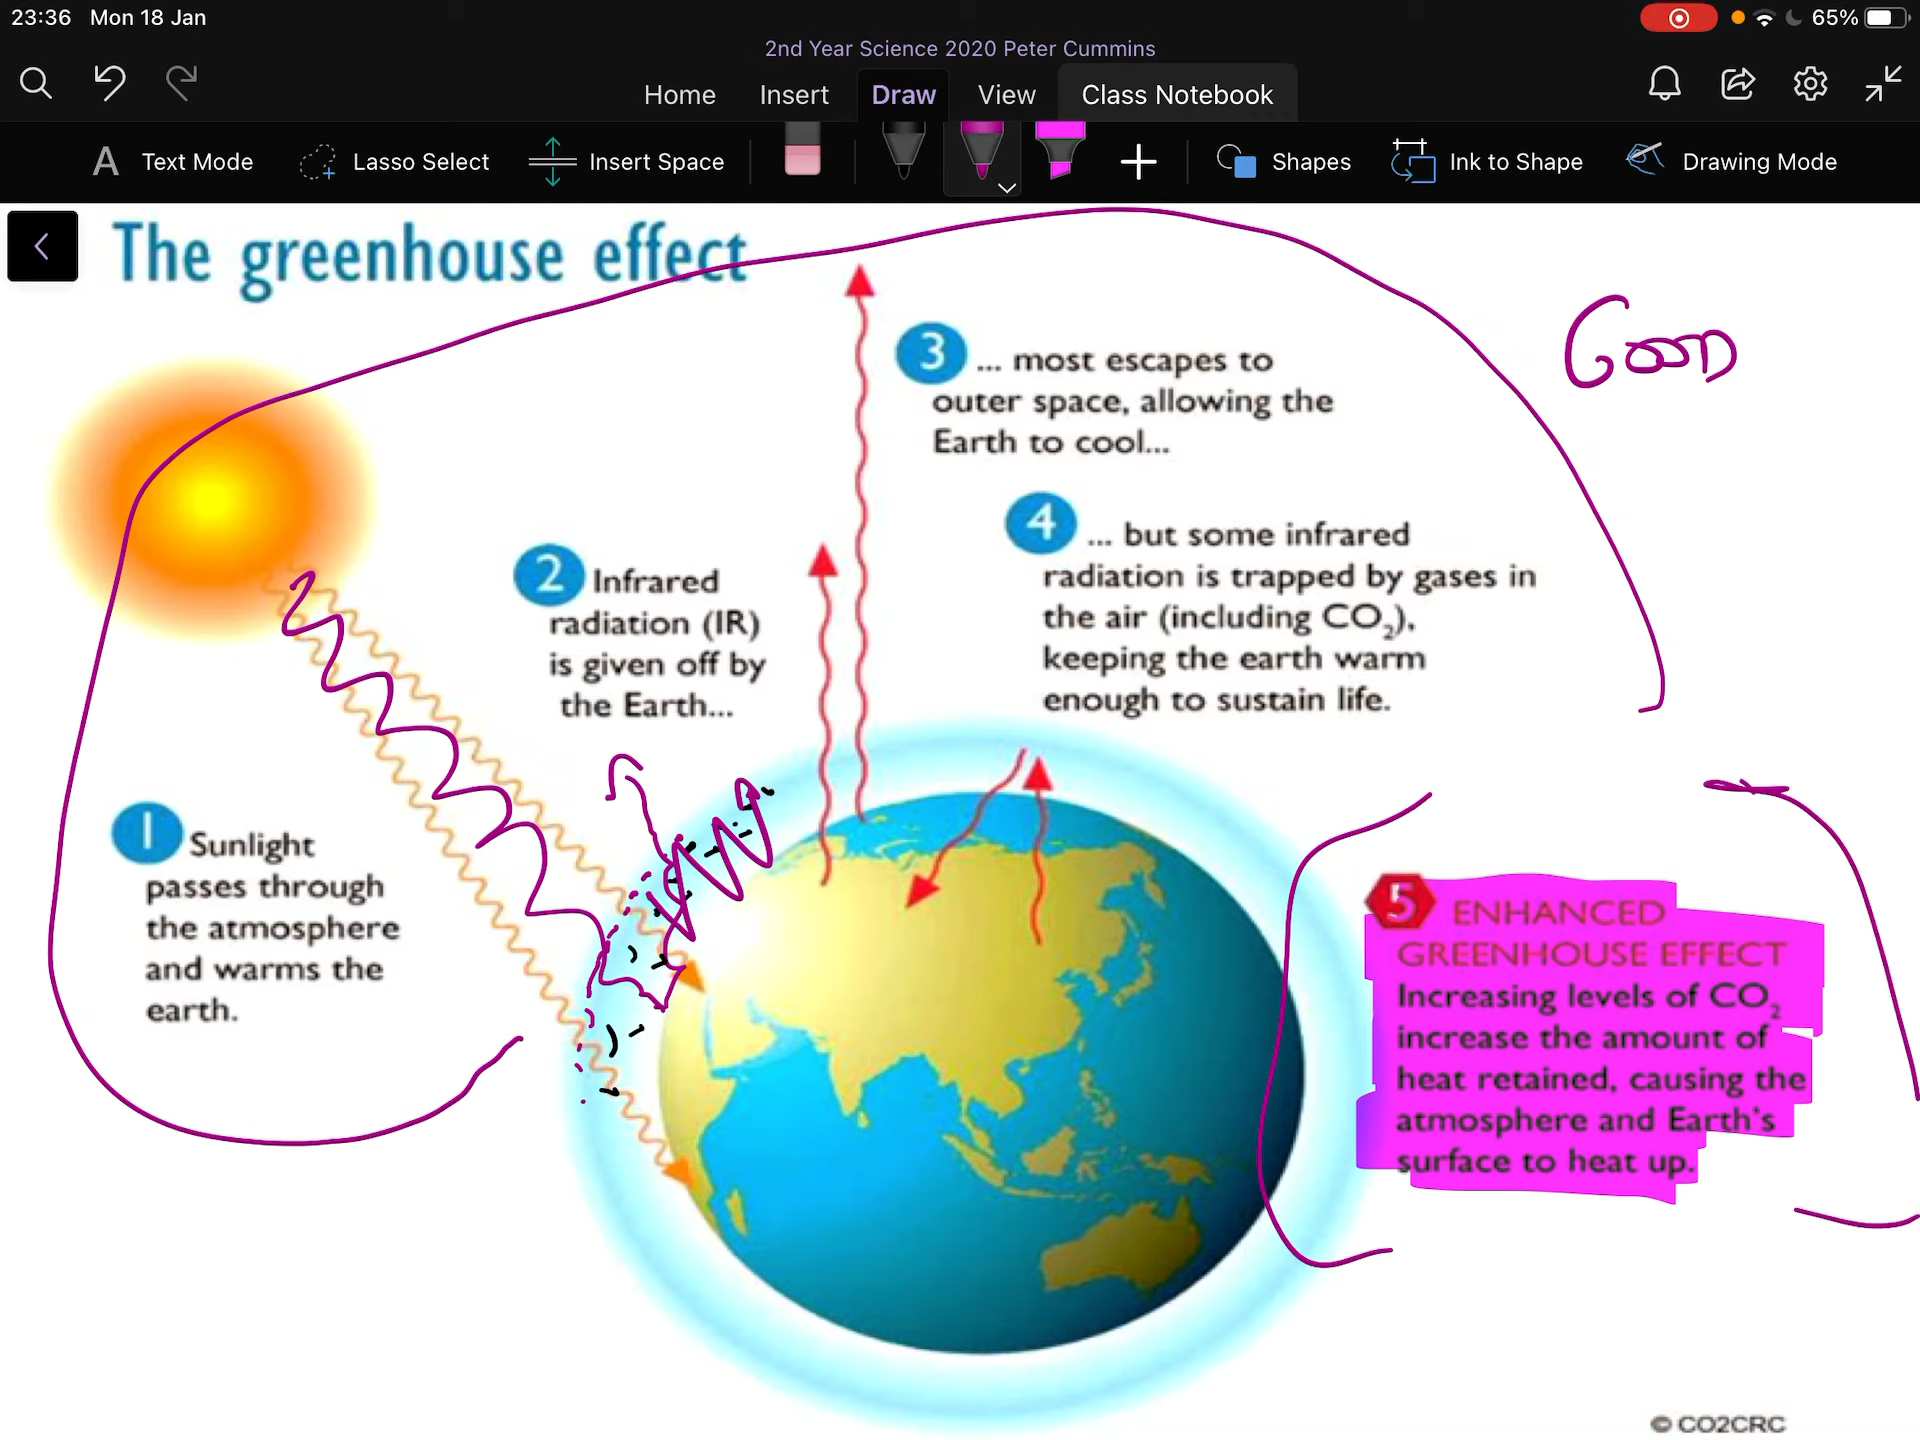 23:36 Mon 18 Jan
65%
2nd Year Science 2020 Peter Cummins
Home Insert Draw View Class Notebook
A Text Mode Lasso Select Insert Space Shapes Ink to Shape Drawing Mode
The greenhouse effect
GOOD
3 ... most escapes to
outer space, allowing the
Earth to cool...
4 ... but some infrared
radiation is trapped by gases in
the air (including CO₂),
keeping the earth warm
enough to sustain life.
2 Infrared
radiation (IR)
is given off by
the Earth...
1 Sunlight
passes through
the atmosphere
and warms the
earth.
5 ENHANCED
GREENHOUSE EFFECT
Increasing levels of CO₂
increase the amount of
heat retained, causing the
atmosphere and Earth's
surface to heat up.
© CO2CRC